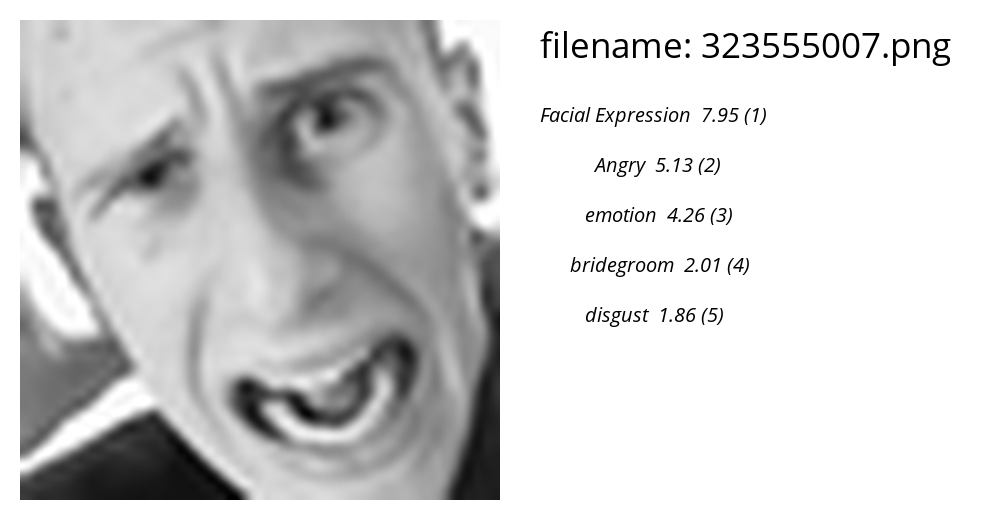 filename: 323555007.png
Facial Expression 7.95 (1)
Angry 5.13 (2)
emotion 4.26 (3)
bridegroom 2.01 (4)
disgust 1.86 (5)